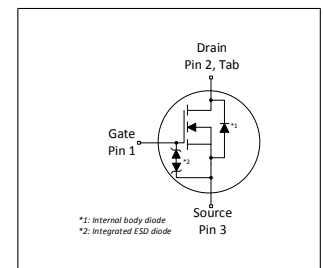 Drain
Pin 2, Tab
*1
Gate
Pin 1
*2
*1: Internal body diode
*2: Integrated ESD diode
Source
Pin 3